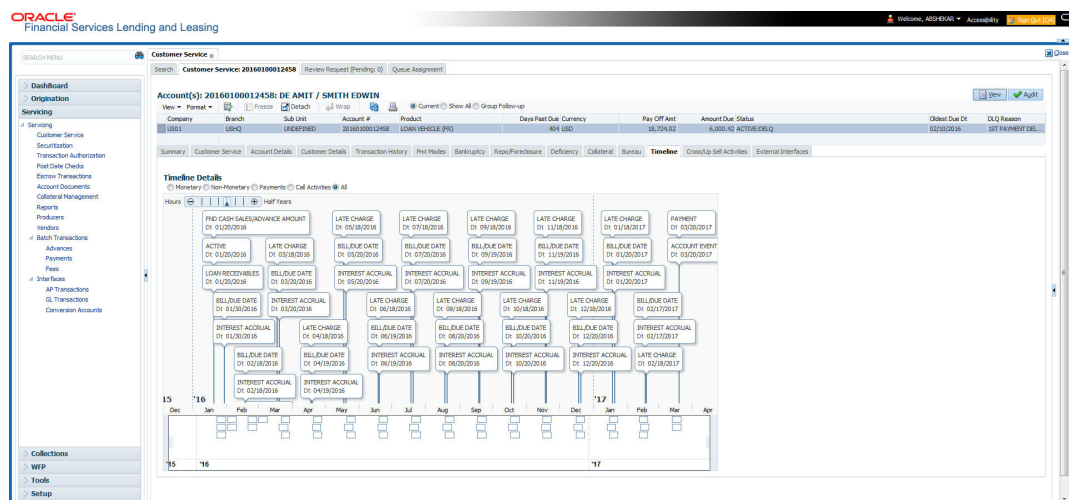 ORACLE
Financial Services Lending and Leasing
Welcome, ABSHEKAR
Accessibility
Sign Out [QA]
SEARCH MENU
Customer Service x
Close
Search
Customer Service: 20160100012458
Review Request (Pending: 0)
Queue Assignment
DashBoard
Origination
Servicing
Servicing
Customer Service
Securitization
Transaction Authorization
Post Date Checks
Escrow Transactions
Account Documents
Collateral Management
Reports
Producers
Vendors
Batch Transactions
Advances
Payments
Fees
Interfaces
AP Transactions
GL Transactions
Conversion Accounts
Collections
WFP
Tools
Setup
Account(s): 20160100012458: DE AMIT / SMITH EDWIN
View Audit
View Format Freeze Detach Wrap Current Show All Group Follow-up
Company Branch Sub Unit Account # Product Days Past Due Currency Pay Off Amt Amount Due Status Oldest Due Dt DLQ Reason
US01 USHQ UNDEFINED 20160100012458 LOAN VEHICLE (FR) 404 USD 18,724.02 6,000.42 ACTIVE:DELQ 02/10/2016 1ST PAYMENT DEL...
Summary Customer Service Account Details Customer Details Transaction History Pmt Modes Bankruptcy Repo/Foreclosure Deficiency Collateral Bureau Timeline Cross/Up Sell Activities External Interfaces
Timeline Details
Monetary Non-Monetary Payments Call Activities All
Hours Half Years
FND CASH SALES/ADVANCE AMOUNT LATE CHARGE LATE CHARGE LATE CHARGE LATE CHARGE LATE CHARGE PAYMENT
Dt 01/20/2016 Dt 05/18/2016 Dt 07/18/2016 Dt 09/18/2016 Dt 11/18/2016 Dt 01/18/2017 Dt 03/20/2017
ACTIVE LATE CHARGE BILL/DUE DATE BILL/DUE DATE BILL/DUE DATE BILL/DUE DATE BILL/DUE DATE ACCOUNT EVENT
Dt 01/20/2016 Dt 03/18/2016 Dt 05/20/2016 Dt 07/20/2016 Dt 09/19/2016 Dt 11/19/2016 Dt 01/20/2017 Dt 03/20/2017
LOAN RECEIVABLES BILL/DUE DATE INTEREST ACCRUAL INTEREST ACCRUAL INTEREST ACCRUAL INTEREST ACCRUAL INTEREST ACCRUAL
Dt 01/20/2016 Dt 03/20/2016 Dt 05/20/2016 Dt 07/20/2016 Dt 09/19/2016 Dt 11/19/2016 Dt 01/20/2017
BILL/DUE DATE INTEREST ACCRUAL LATE CHARGE LATE CHARGE LATE CHARGE LATE CHARGE BILL/DUE DATE
Dt 01/30/2016 Dt 03/20/2016 Dt 06/18/2016 Dt 08/18/2016 Dt 10/18/2016 Dt 12/18/2016 Dt 02/17/2017
INTEREST ACCRUAL LATE CHARGE BILL/DUE DATE BILL/DUE DATE BILL/DUE DATE BILL/DUE DATE INTEREST ACCRUAL
Dt 01/30/2016 Dt 04/18/2016 Dt 06/19/2016 Dt 08/20/2016 Dt 10/20/2016 Dt 12/20/2016 Dt 02/17/2017
BILL/DUE DATE BILL/DUE DATE INTEREST ACCRUAL INTEREST ACCRUAL INTEREST ACCRUAL INTEREST ACCRUAL LATE CHARGE
Dt 02/18/2016 Dt 04/19/2016 Dt 06/19/2016 Dt 08/20/2016 Dt 10/20/2016 Dt 12/20/2016 Dt 02/18/2017
INTEREST ACCRUAL INTEREST ACCRUAL
Dt 02/18/2016 Dt 04/19/2016
15 '16 '17
Dec Jan Feb Mar Apr May Jun Jul Aug Sep Oct Nov Dec Jan Feb Mar Apr
'15 '16 '17